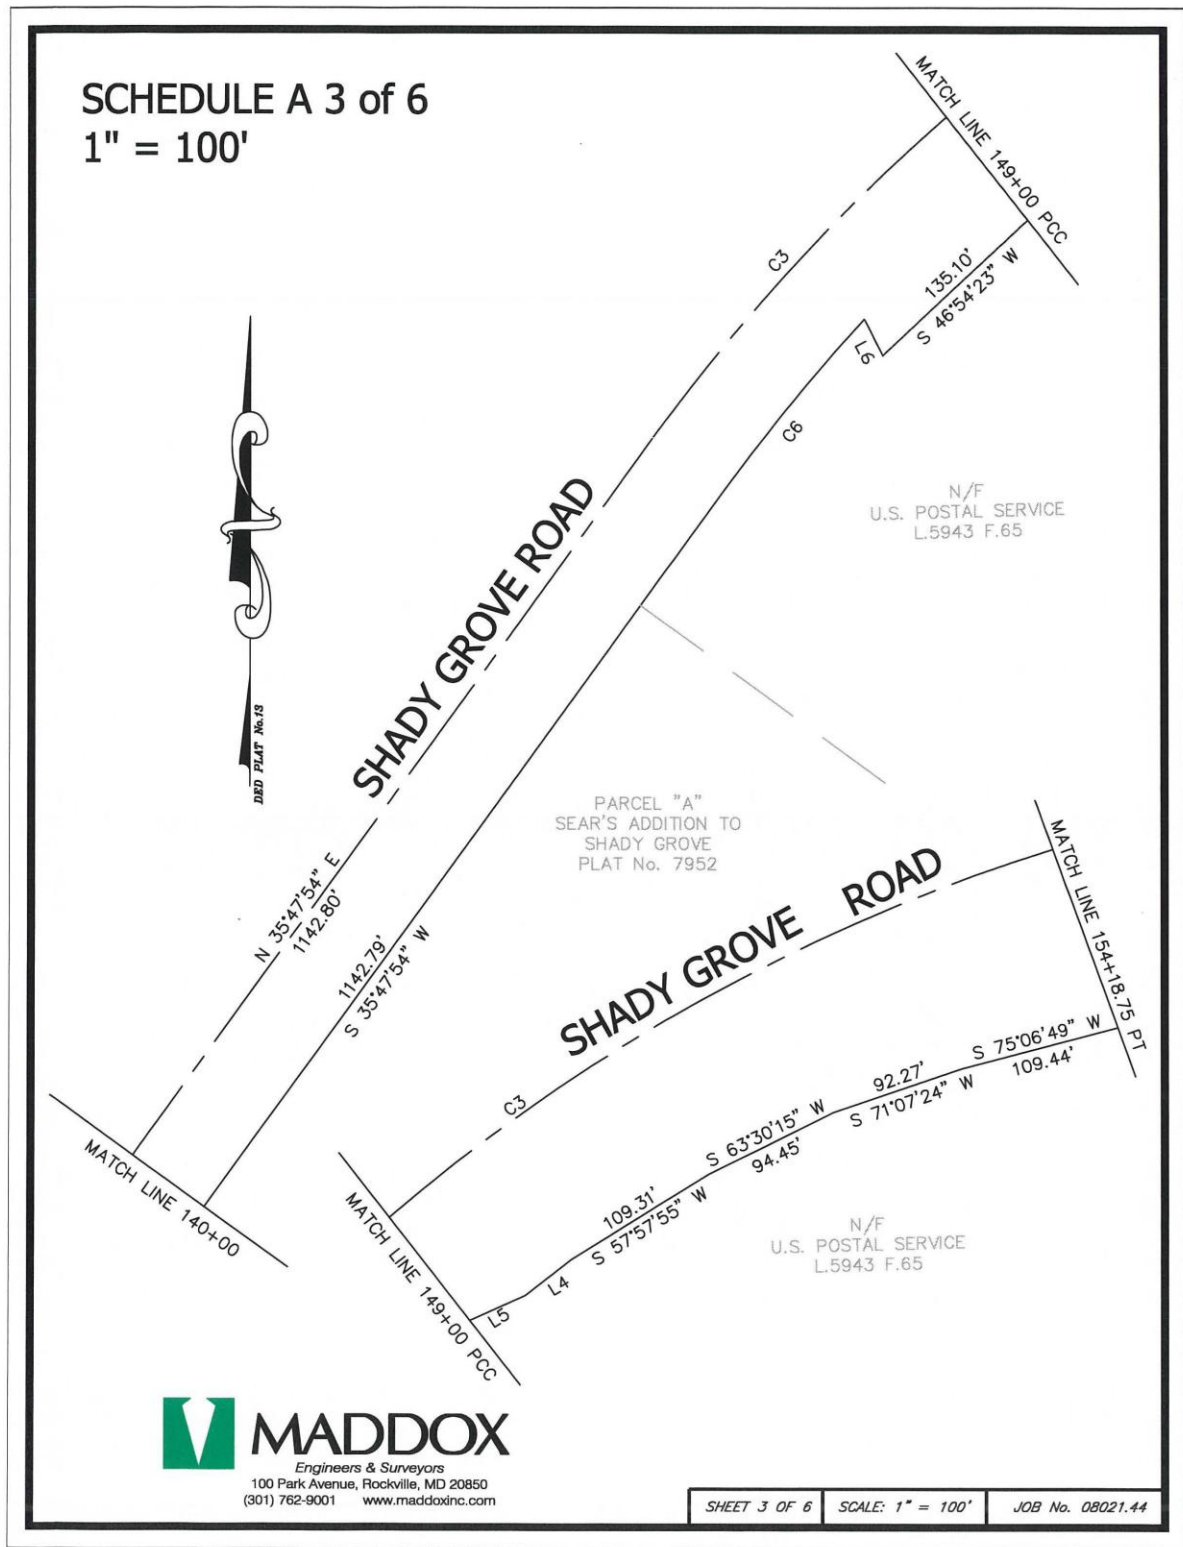 SCHEDULE A 3 of 6
1" = 100'
MATCH LINE 149+00 PCC
C3
135.10'
S 46°54'23" W
L6
C6
N/F
U.S. POSTAL SERVICE
L.5943 F.65
SHADY GROVE ROAD
DED PLAT No.13
PARCEL "A"
SEAR'S ADDITION TO
SHADY GROVE
PLAT No. 7952
N 35°47'54" E
1142.80'
1142.79'
S 35°47'54" W
MATCH LINE 140+00
SHADY GROVE ROAD
MATCH LINE 154+18.75 PT
S 75°06'49" W
109.44'
92.27'
S 71°07'24" W
S 63°30'15" W
94.45'
109.31'
S 57°57'55" W
C3
L4
L5
MATCH LINE 149+00 PCC
N/F
U.S. POSTAL SERVICE
L.5943 F.65
MADDOX
Engineers & Surveyors
100 Park Avenue, Rockville, MD 20850
(301) 762-9001 www.maddoxinc.com
SHEET 3 OF 6
SCALE: 1" = 100'
JOB No. 08021.44